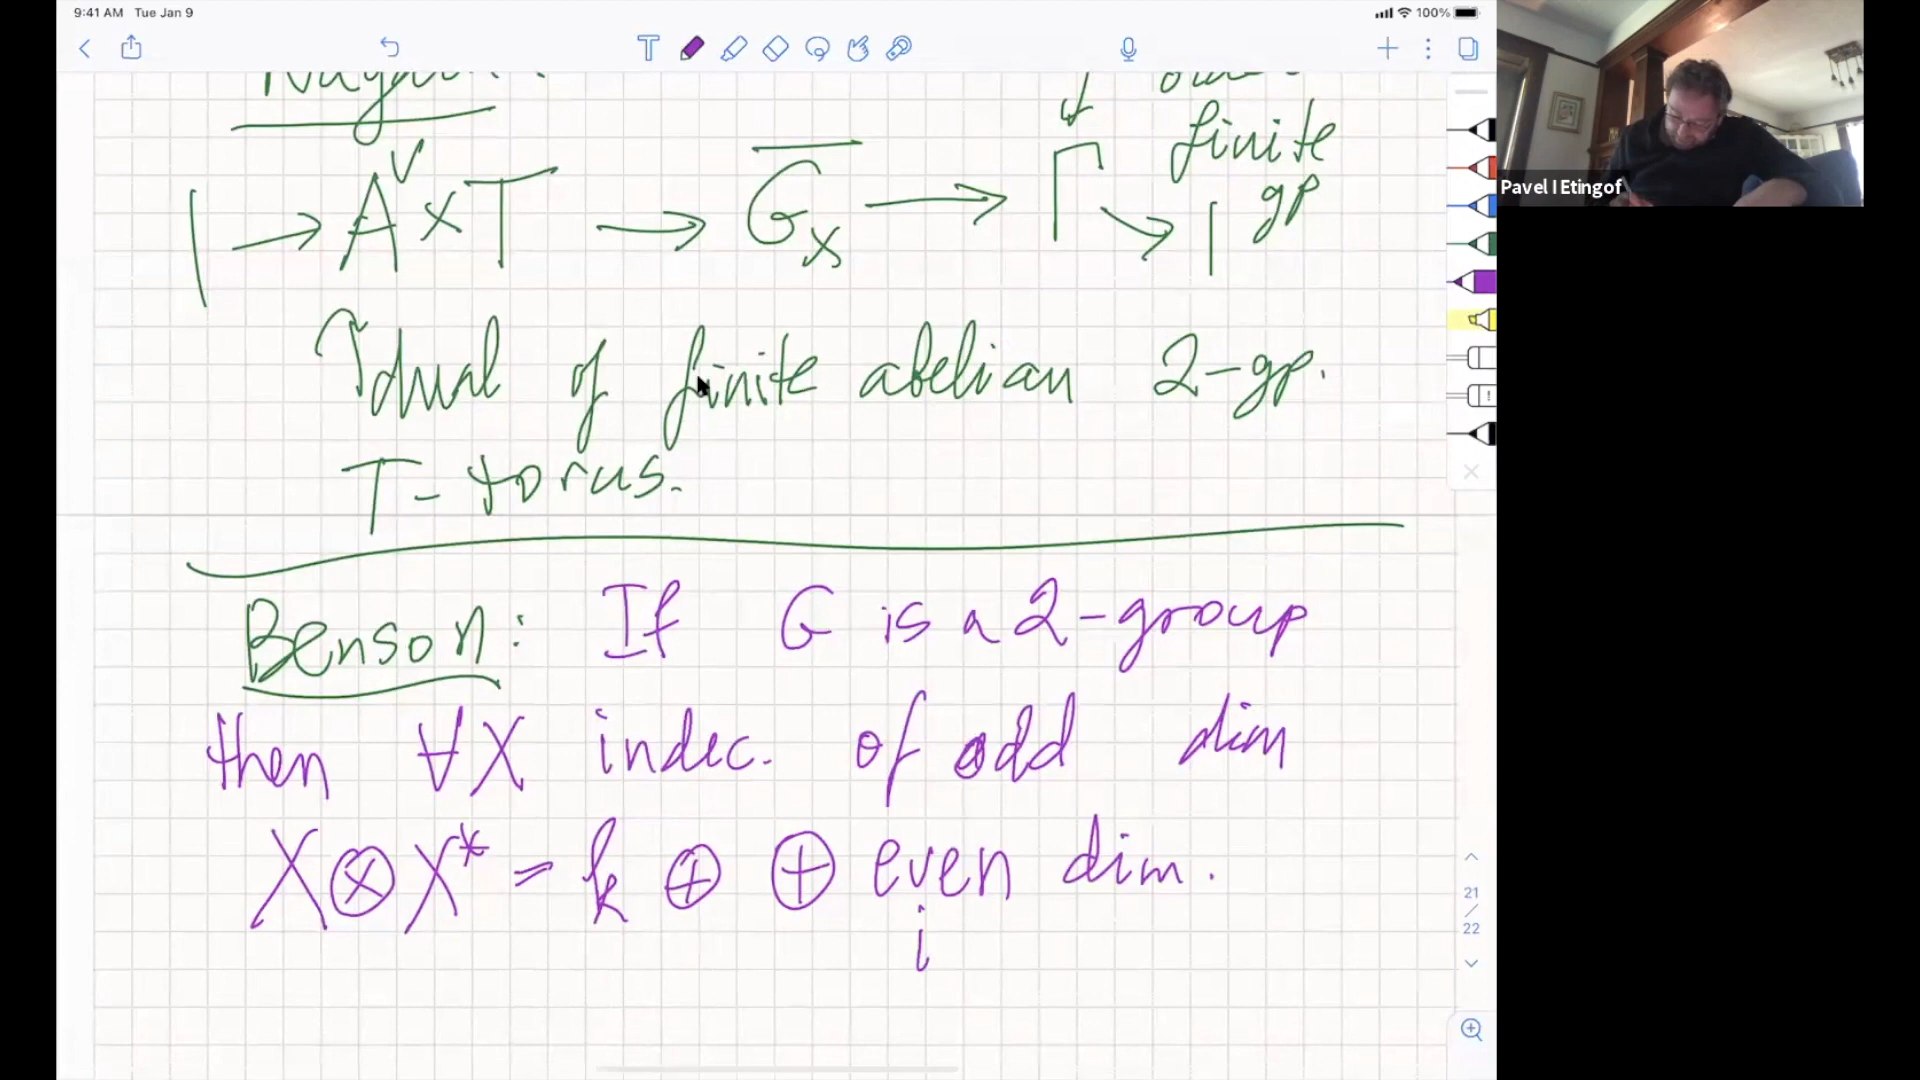 9:41 AM Tue Jan 9
100%
Pavel I Etingof
finite
gp
1 → A^∨ × T → \overline{G_X} → Γ → 1
dual of finite abelian 2-gp.
T - torus.
Benson: If G is a 2-group
then ∀X indec. of odd dim
X⊗X* = k ⊕ ⊕ even dim.
i
21
/
22